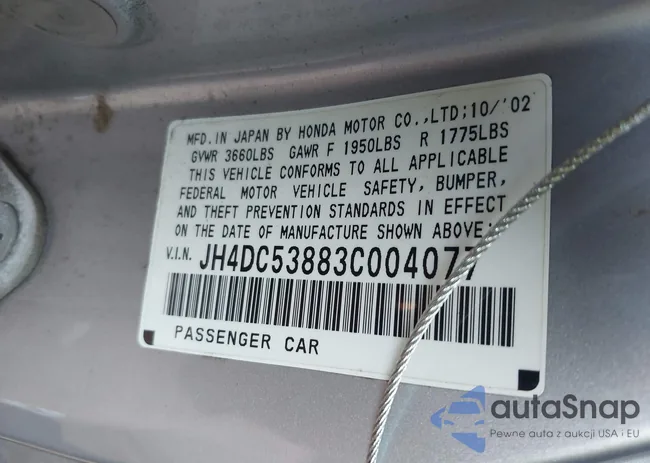 MFD. IN JAPAN BY HONDA MOTOR CO.,LTD;10/'02
GVWR 3660LBS GAWR F 1950LBS R 1775LBS
THIS VEHICLE CONFORMS TO ALL APPLICABLE
FEDERAL MOTOR VEHICLE SAFETY, BUMPER,
AND THEFT PREVENTION STANDARDS IN EFFECT
ON THE DATE OF MANUFACTURE SHOWN ABOVE;
V.I.N. JH4DC53883C004077
PASSENGER CAR
autaSnap
Pewne auta z aukcji USA i EU